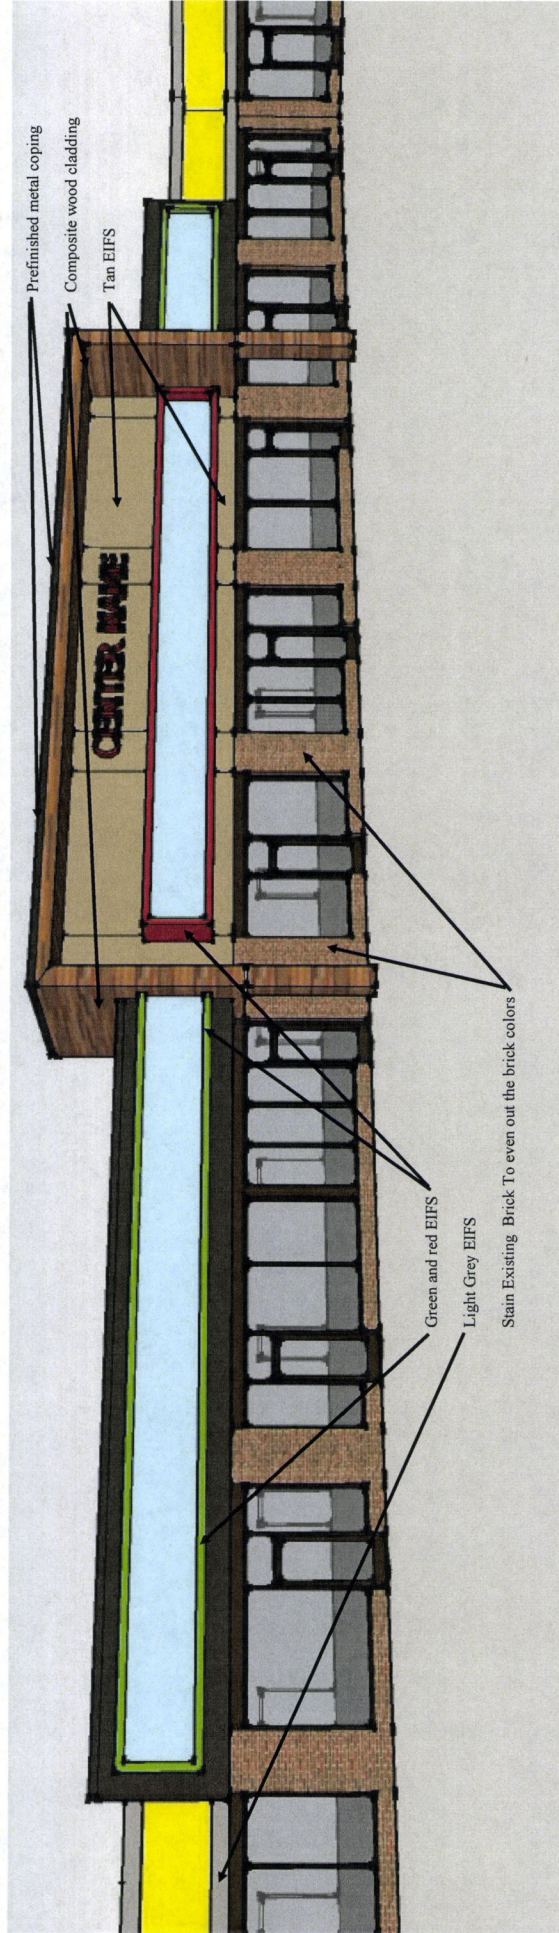 Prefinished metal coping
Composite wood cladding
Tan EIFS
CENTER NAME
Green and red EIFS
Light Grey EIFS
Stain Existing Brick To even out the brick colors